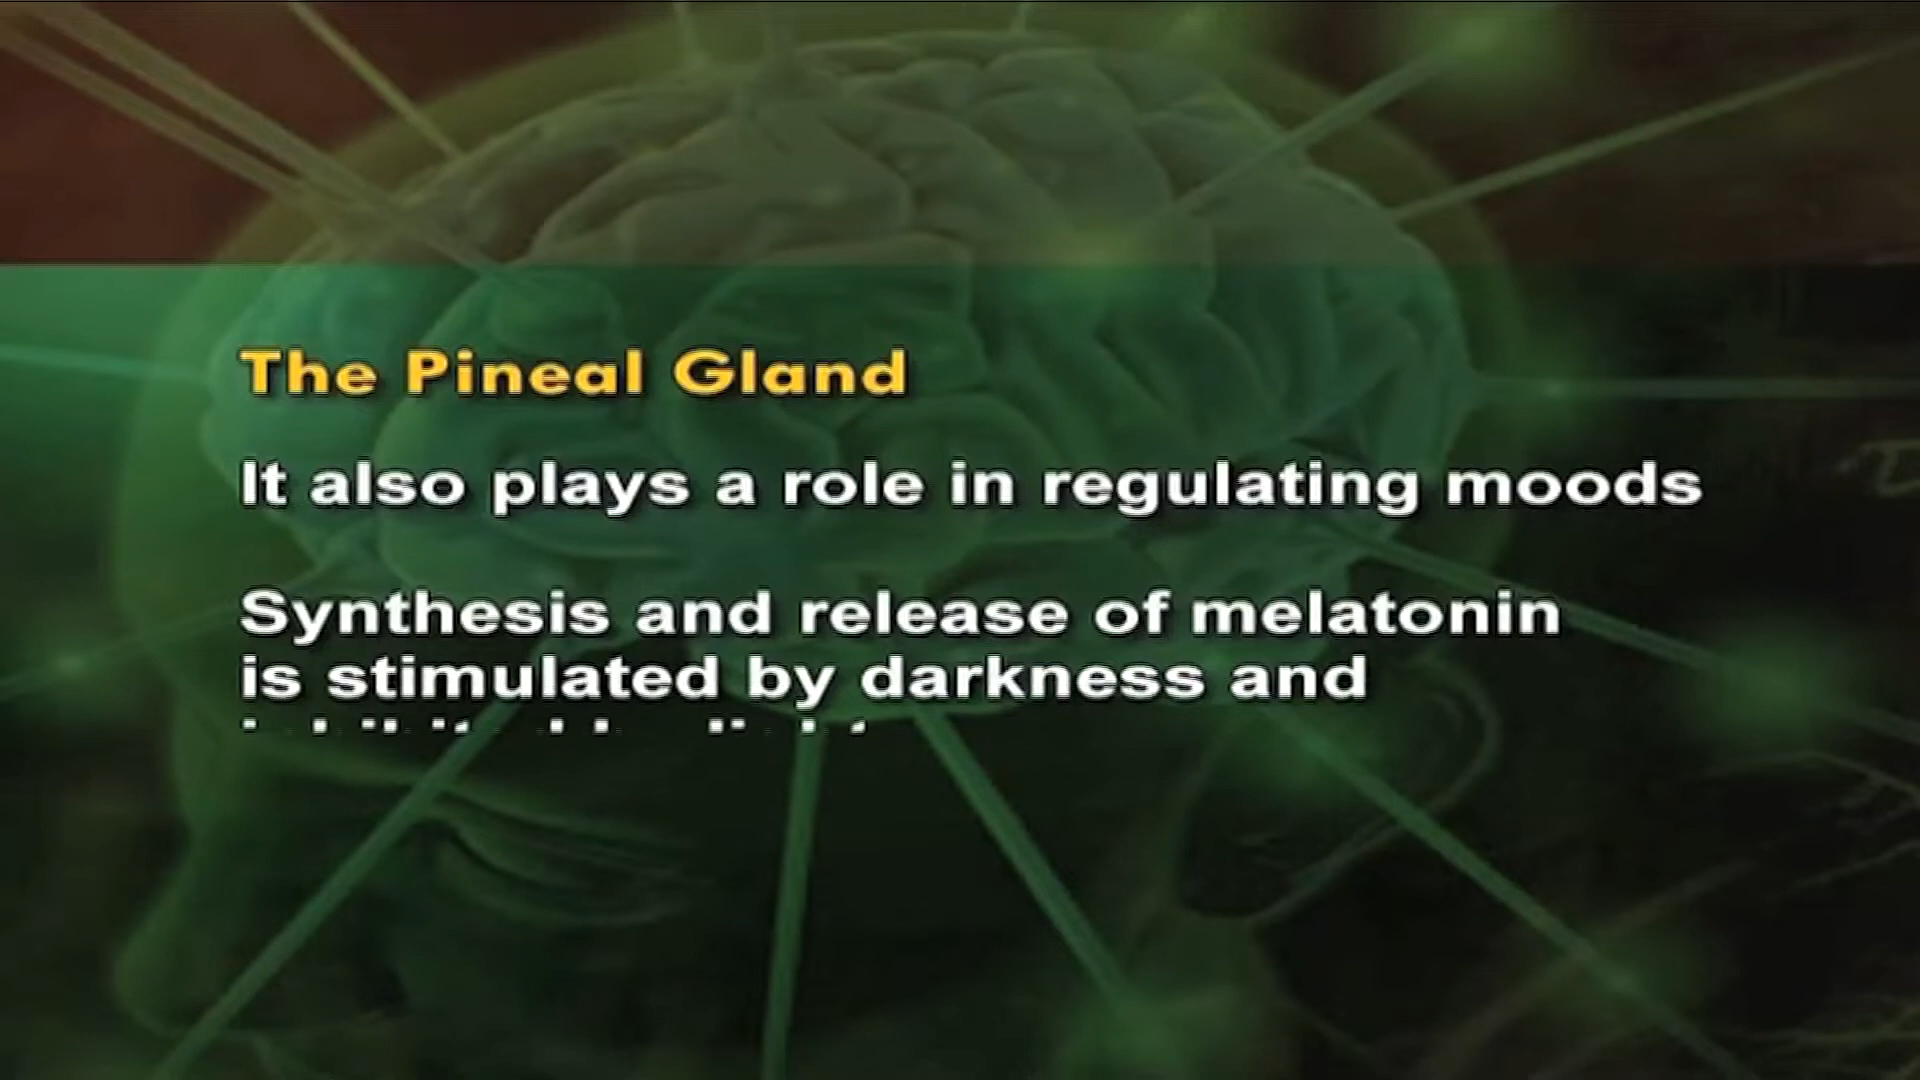 The Pineal Gland
It also plays a role in regulating moods
Synthesis and release of melatonin
is stimulated by darkness and